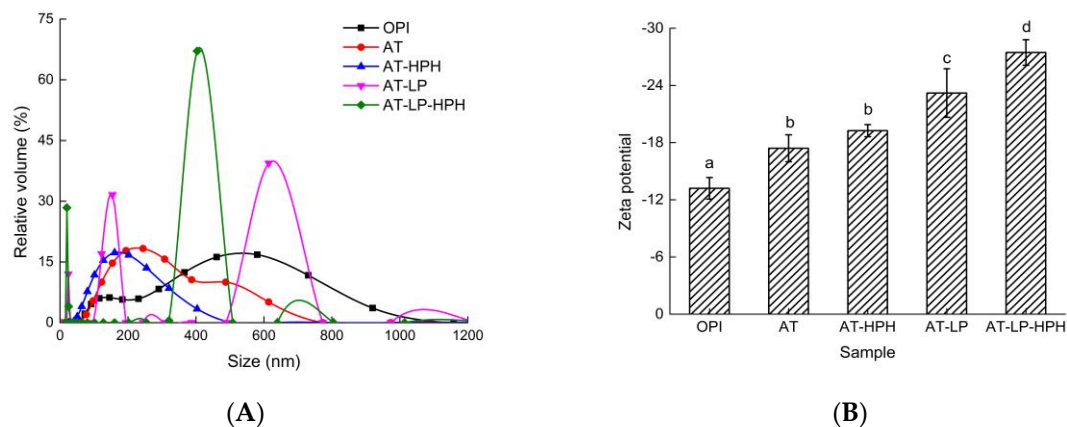 75
60
45
30
15
0
Relative volume (%)
OPI
AT
AT-HPH
AT-LP
AT-LP-HPH
0 200 400 600 800 1000 1200
Size (nm)
(A)
-30
-24
-18
-12
-6
0
Zeta potential
a
b
b
c
d
OPI AT AT-HPH AT-LP AT-LP-HPH
Sample
(B)